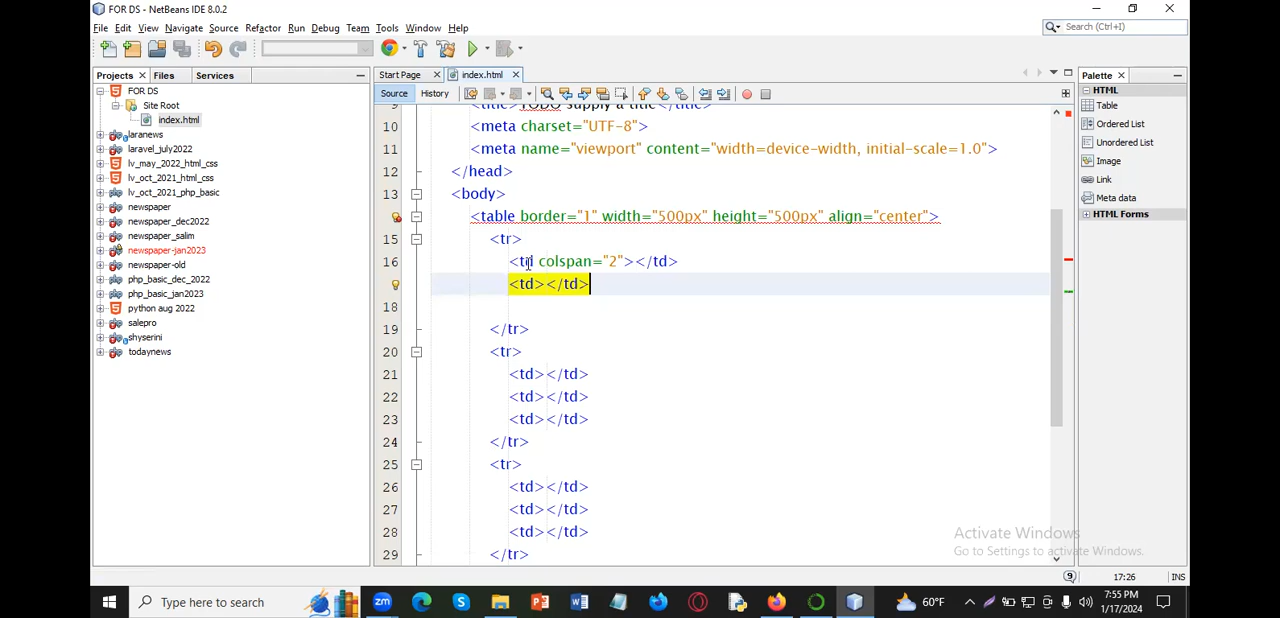 FOR DS - NetBeans IDE 8.0.2
File Edit View Navigate Source Refactor Run Debug Team Tools Window Help
Search (Ctrl+I)
Projects Files Services
Start Page index.html
Palette
Source History
HTML
Table
Ordered List
Unordered List
Image
Link
Meta data
HTML Forms
FOR DS
Site Root
index.html
laranews
laravel_july2022
lv_may_2022_html_css
lv_oct_2021_html_css
lv_oct_2021_php_basic
newspaper
newspaper_dec2022
newspaper_salim
newspaper-jan2023
newspaper-old
php_basic_dec_2022
php_basic_jan2023
python aug 2022
salepro
shyserini
todaynews
9 <title>TODO supply a title</title>
10 <meta charset="UTF-8">
11 <meta name="viewport" content="width=device-width, initial-scale=1.0">
12 </head>
13 <body>
<table border="1" width="500px" height="500px" align="center">
15 <tr>
16 <td colspan="2"></td>
<td></td>
18
19 </tr>
20 <tr>
21 <td></td>
22 <td></td>
23 <td></td>
24 </tr>
25 <tr>
26 <td></td>
27 <td></td>
28 <td></td>
29 </tr>
Activate Windows
Go to Settings to activate Windows.
9 17:26 INS
Type here to search
60°F
7:55 PM
1/17/2024